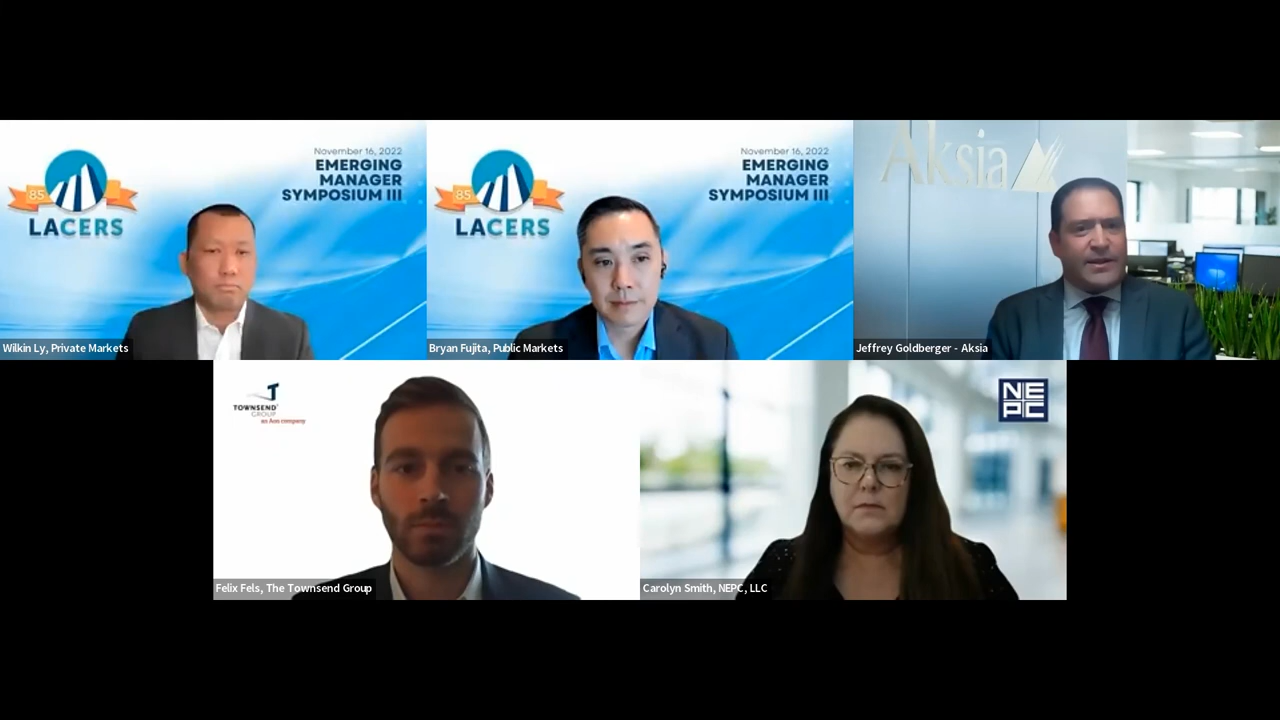 November 16, 2022
EMERGING
MANAGER
SYMPOSIUM III
85
LACERS
Wilkin Ly, Private Markets
November 16, 2022
EMERGING
MANAGER
SYMPOSIUM III
85
LACERS
Bryan Fujita, Public Markets
Aksia
Jeffrey Goldberger - Aksia
TOWNSEND
GROUP
an Aon company
Felix Fels, The Townsend Group
NE
PC
Carolyn Smith, NEPC, LLC